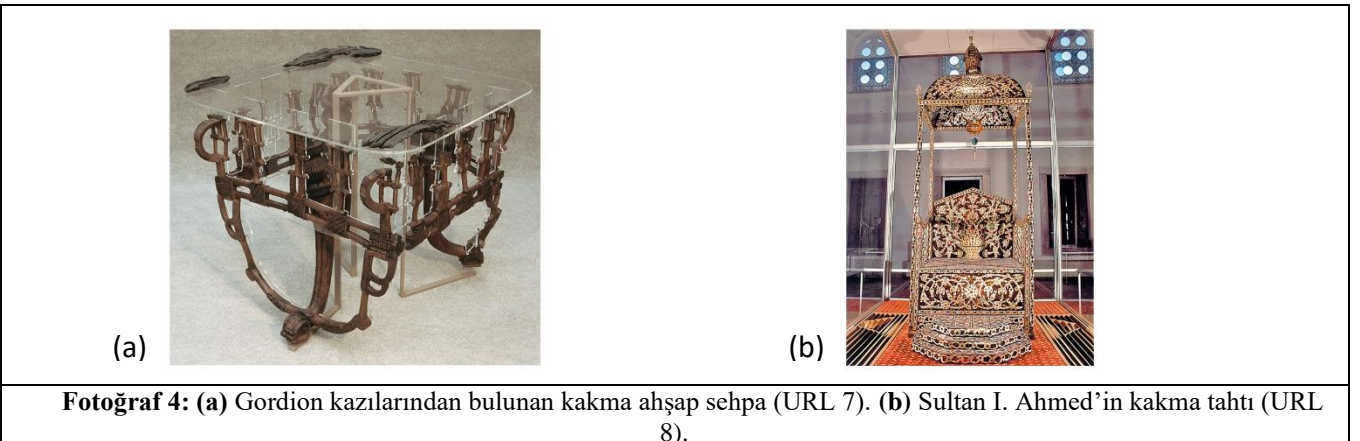 (a)
(b)
Fotoğraf 4: (a) Gordion kazılarından bulunan kakma ahşap sehpa (URL 7). (b) Sultan I. Ahmed’in kakma tahtı (URL
8).